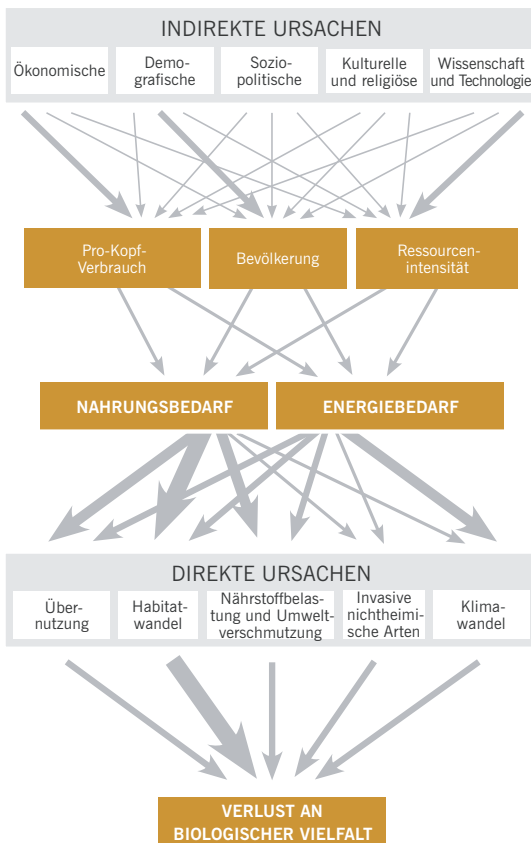 INDIREKTE URSACHEN
Ökonomische
Demo-
grafische
Sozio-
politische
Kulturelle
und religiöse
Wissenschaft
und Technologie
Pro-Kopf-
Verbrauch
Bevölkerung
Ressourcen-
intensität
NAHRUNGSBEDARF
ENERGIEBEDARF
DIREKTE URSACHEN
Über-
nutzung
Habitat-
wandel
Nährstoffbelas-
tung und Umwelt-
verschmutzung
Invasive
nichtheimi-
sche Arten
Klima-
wandel
VERLUST AN
BIOLOGISCHER VIELFALT